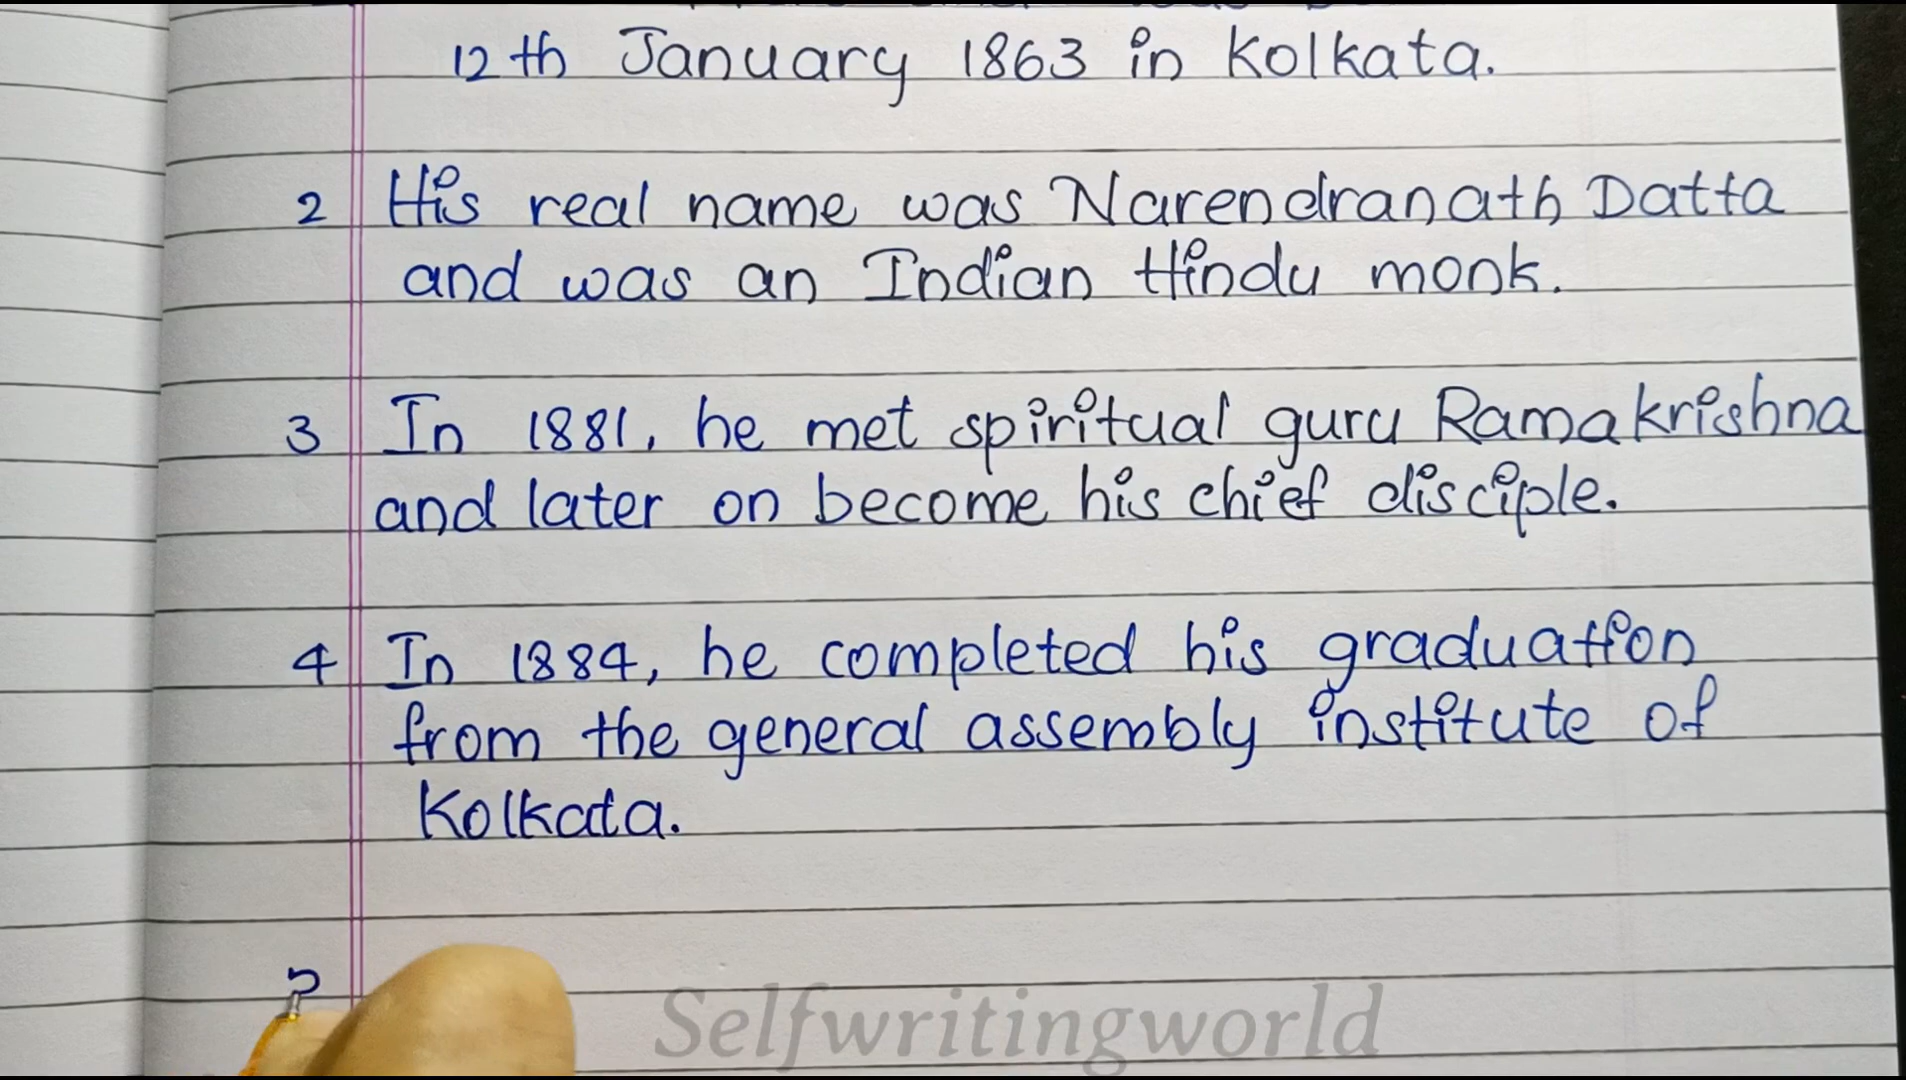 12th January 1863 in Kolkata.
2 His real name was Narendranath Datta
and was an Indian Hindu monk.
3 In 1881, he met spiritual guru Ramakrishna
and later on become his chief disciple.
4 In 1884, he completed his graduation
from the general assembly institute of
Kolkata.
Selfwritingworld